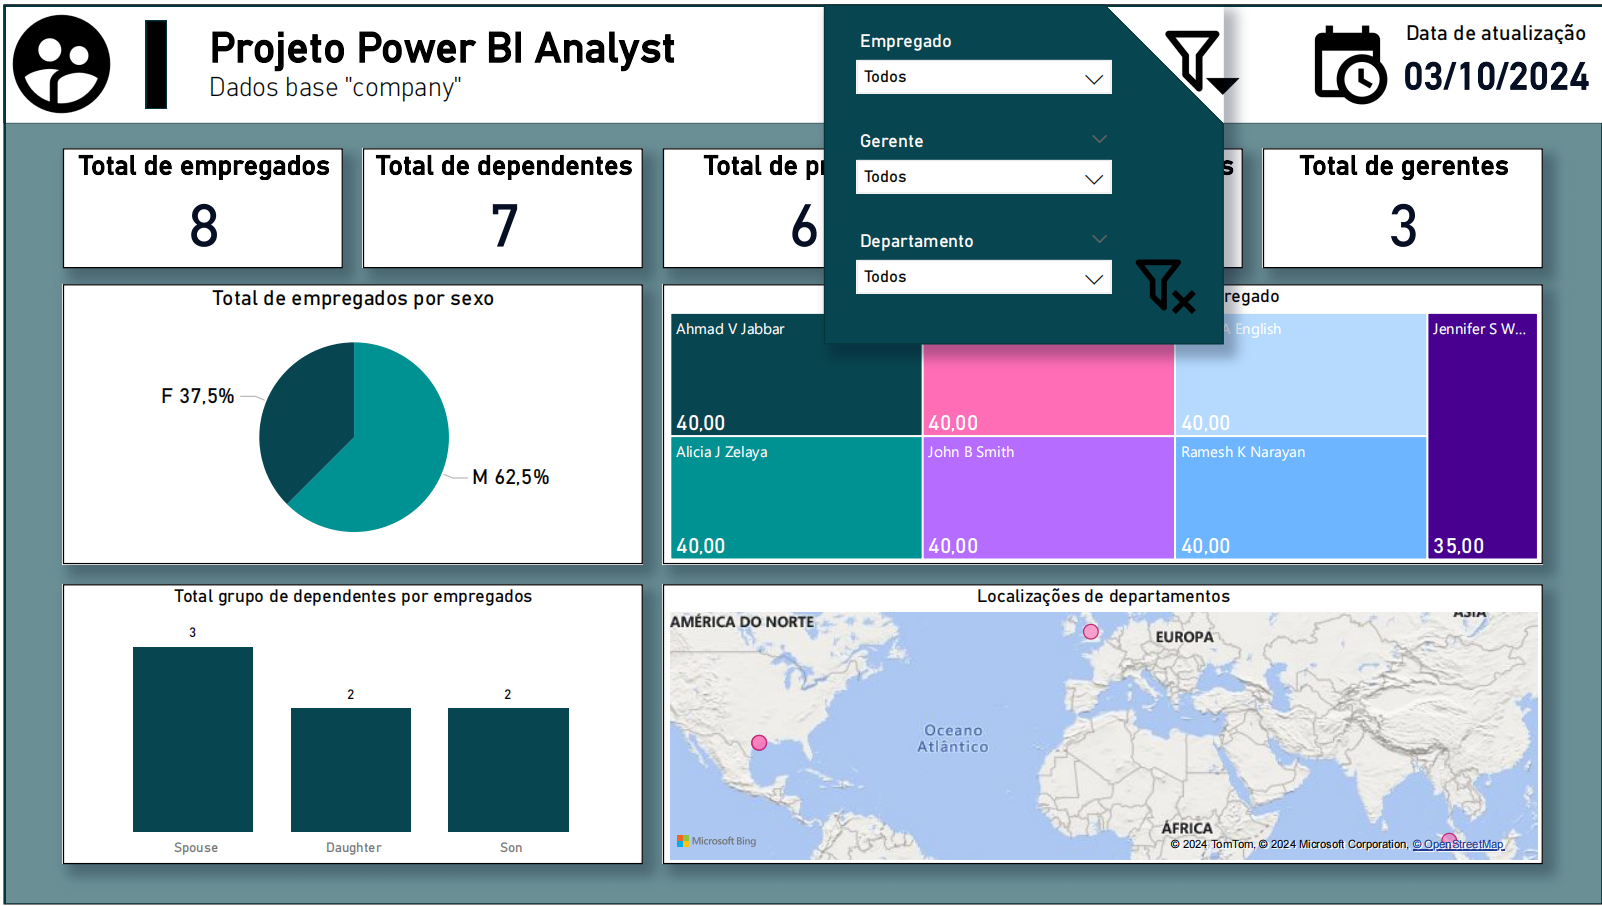 Projeto Power BI Analyst
Dados base "company"
Empregado
Todos
Gerente
Todos
Departamento
Todos
Data de atualização
03/10/2024
Total de empregados
8
Total de dependentes
7
Total de
6
Total de gerentes
3
Total de empregados por sexo
F 37,5%
M 62,5%
Ahmad V Jabbar
40,00
40,00
A English
40,00
Jennifer S W...
35,00
Alicia J Zelaya
40,00
John B Smith
40,00
Ramesh K Narayan
40,00
Total grupo de dependentes por empregados
3
2
2
Spouse
Daughter
Son
Localizações de departamentos
AMÉRICA DO NORTE
EUROPA
ÁSIA
Oceano
Atlântico
ÁFRICA
Microsoft Bing
© 2024 TomTom, © 2024 Microsoft Corporation, © OpenStreetMap